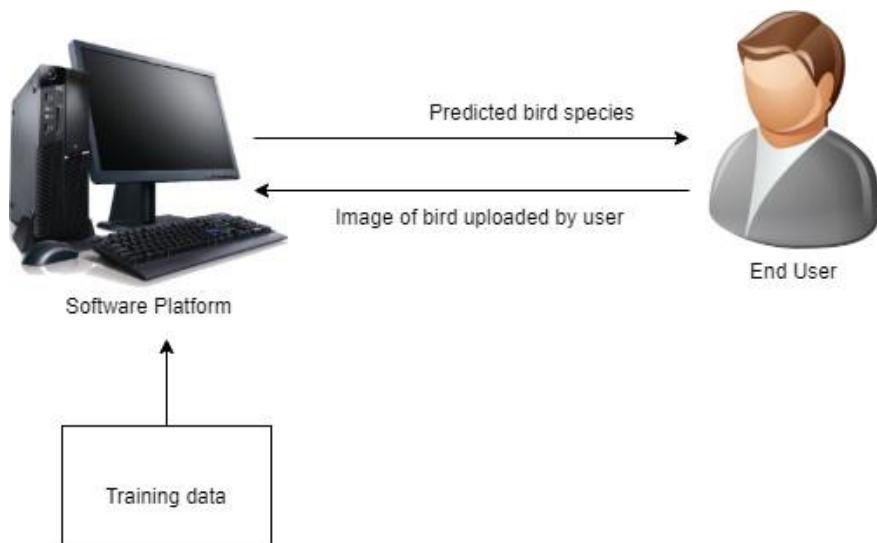 Predicted bird species
Image of bird uploaded by user
End User
Software Platform
Training data